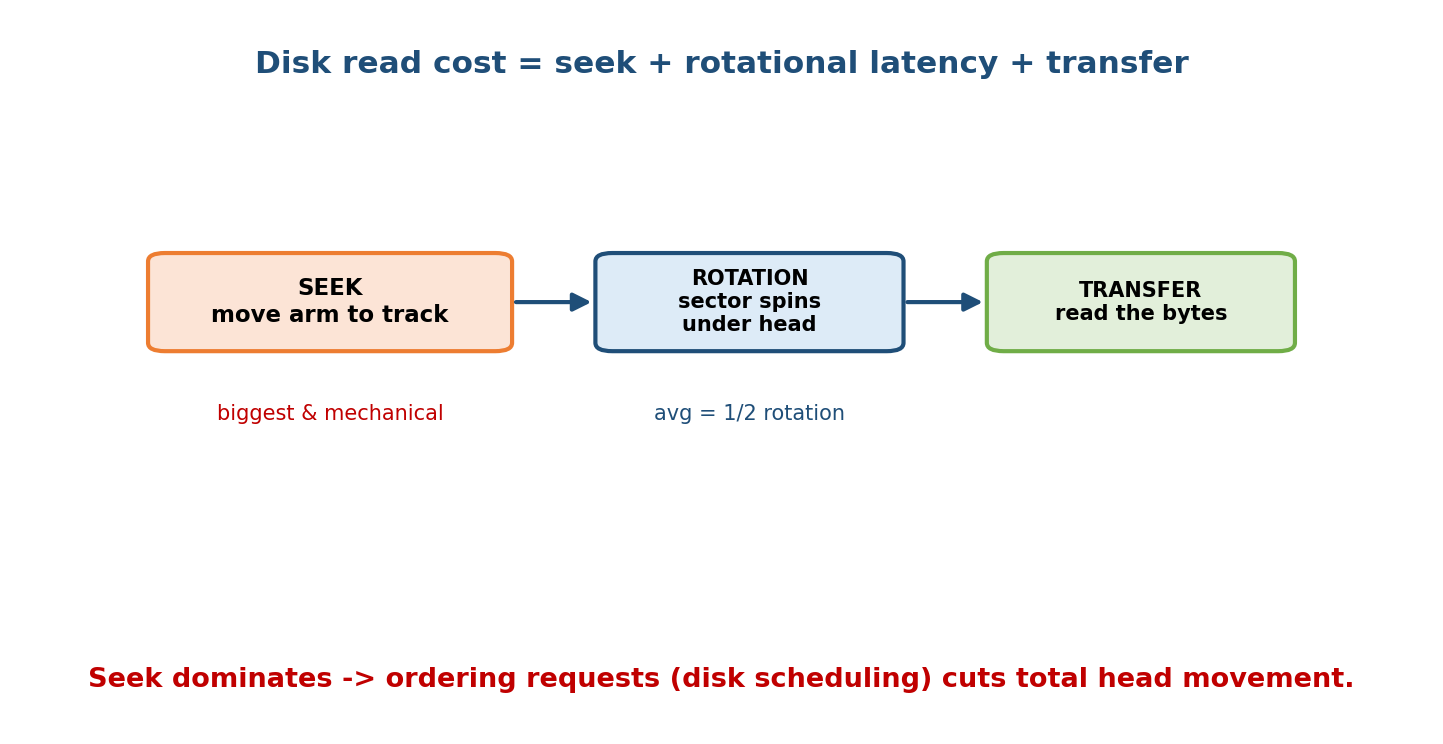 Disk read cost = seek + rotational latency + transfer
SEEK
move arm to track
ROTATION
sector spins
under head
TRANSFER
read the bytes
biggest & mechanical
avg = 1/2 rotation
Seek dominates -> ordering requests (disk scheduling) cuts total head movement.